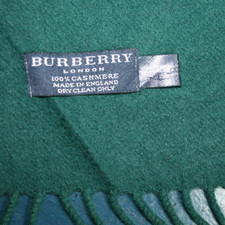 BURBERRY
LONDON
100% CASHMERE
MADE IN ENGLAND
DRY CLEAN ONLY